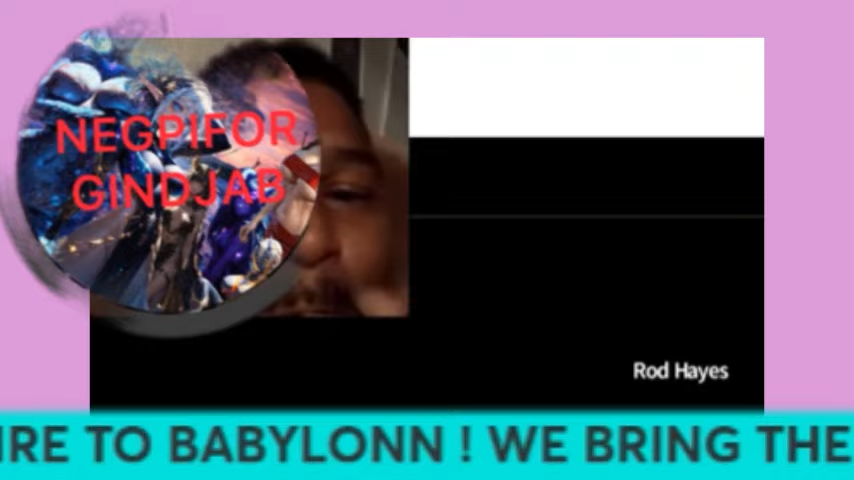 NEGPIFOR
GINDJAB
Rod Hayes
IRE TO BABYLONN ! WE BRING THE